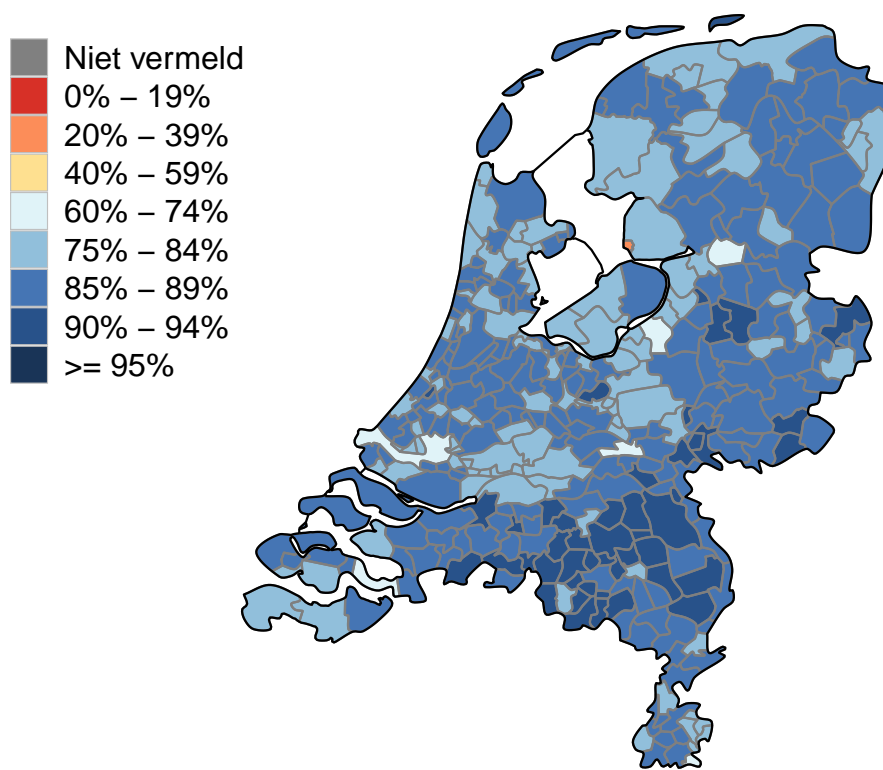 Niet vermeld
0% – 19%
20% – 39%
40% – 59%
60% – 74%
75% – 84%
85% – 89%
90% – 94%
>= 95%